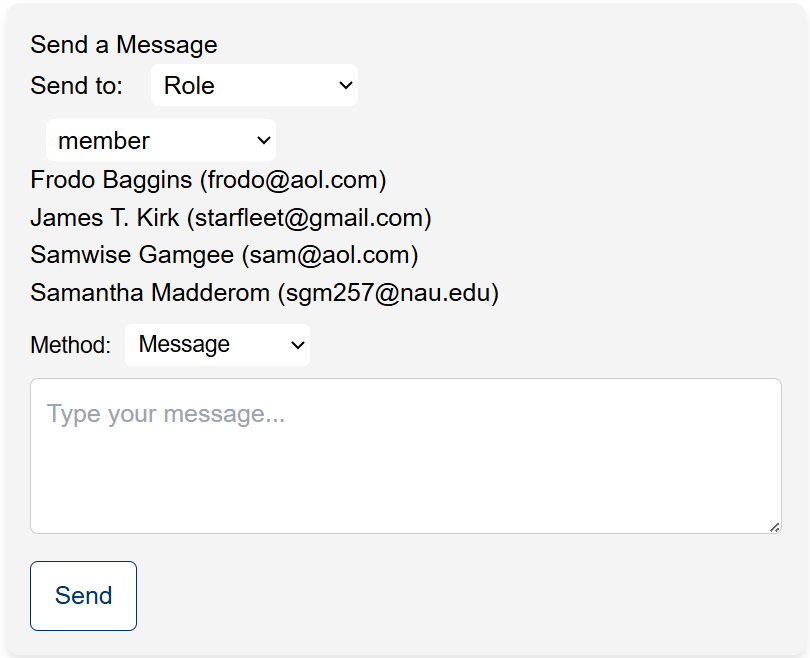 Send a Message
Send to: Role
member
Frodo Baggins (frodo@aol.com)
James T. Kirk (starfleet@gmail.com)
Samwise Gamgee (sam@aol.com)
Samantha Madderom (sgm257@nau.edu)
Method: Message
Type your message...
Send